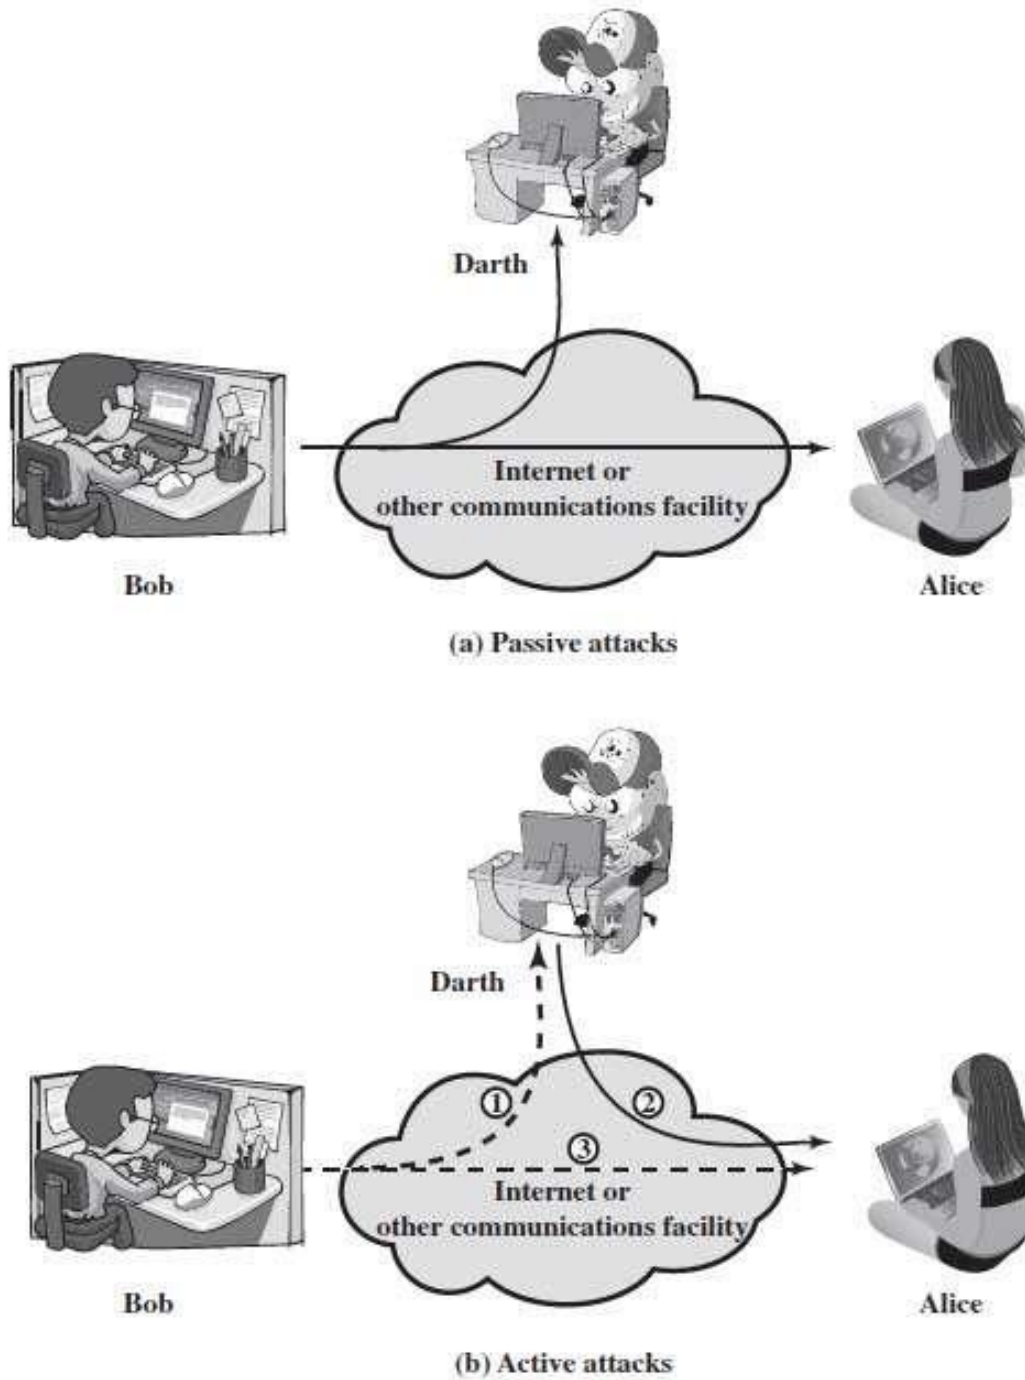 Darth
Internet or
other communications facility
Bob
Alice
(a) Passive attacks
Darth
①
②
③
Internet or
other communications facility
Bob
Alice
(b) Active attacks